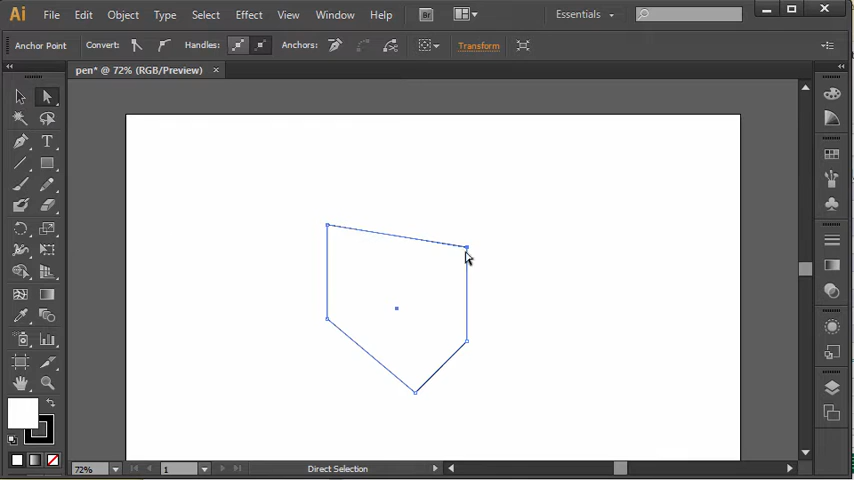 Ai File Edit Object Type Select Effect View Window Help Br Essentials
Anchor Point Convert: Handles: Anchors: Transform
pen* @ 72% (RGB/Preview) ×
T
72% 1 Direct Selection